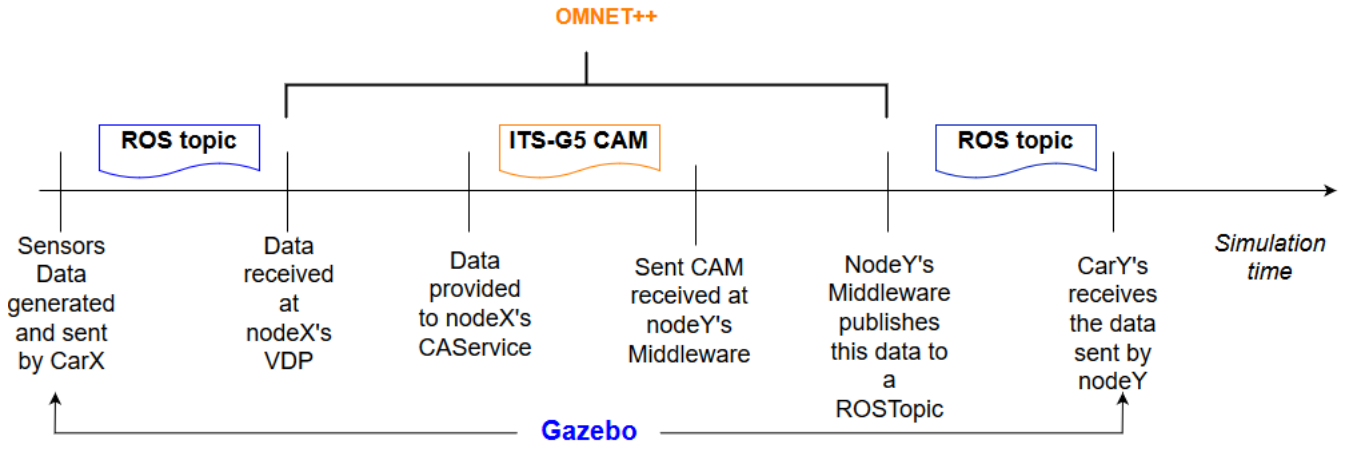 OMNET++
ROS topic
ITS-G5 CAM
ROS topic
Sensors
Data
generated
and sent
by CarX
Data
received
at
nodeX's
VDP
Data
provided
to nodeX's
CAService
Sent CAM
received at
nodeY's
Middleware
NodeY's
Middleware
publishes
this data to
a
ROSTopic
CarY's
receives
the data
sent by
nodeY
Simulation
time
Gazebo